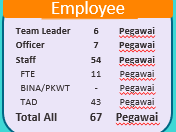 Employee
Team Leader 6 Pegawai
Officer 7 Pegawai
Staff 54 Pegawai
FTE 11 Pegawai
BINA/PKWT - Pegawai
TAD 43 Pegawai
Total All 67 Pegawai